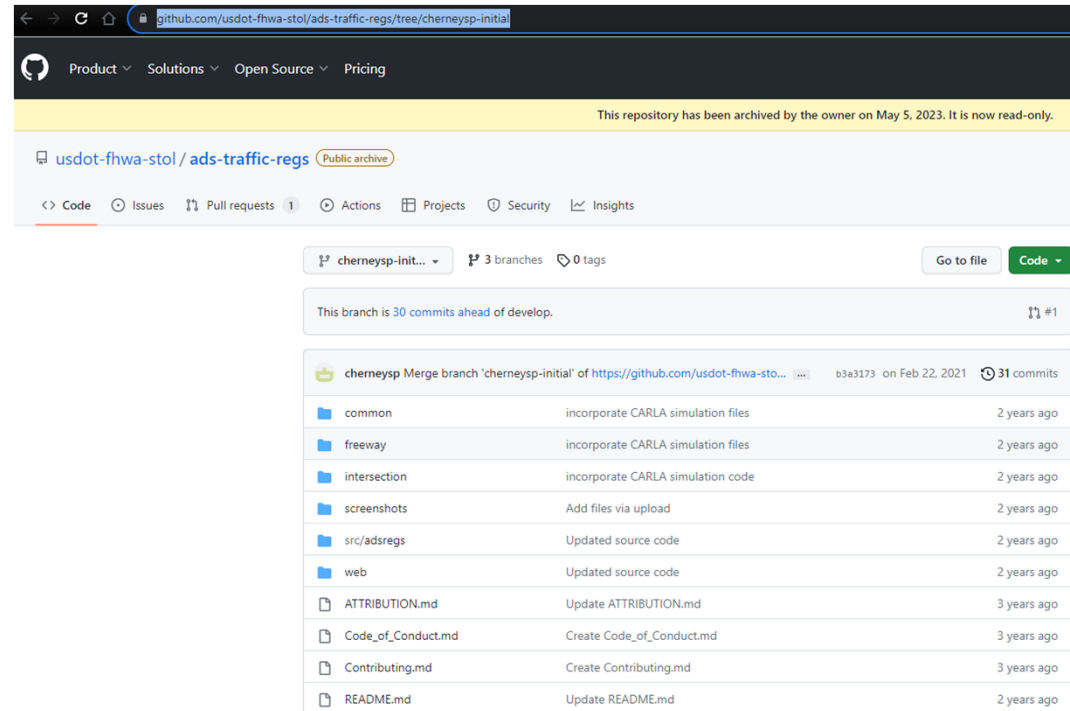 github.com/usdot-fhwa-stol/ads-traffic-regs/tree/cherneysp-initial
Product Solutions Open Source Pricing
This repository has been archived by the owner on May 5, 2023. It is now read-only.
usdot-fhwa-stol / ads-traffic-regs Public archive
Code Issues Pull requests 1 Actions Projects Security Insights
cherneysp-init... 3 branches 0 tags Go to file Code
This branch is 30 commits ahead of develop. #1
cherneysp Merge branch 'cherneysp-initial' of https://github.com/usdot-fhwa-sto... ... b3a3173 on Feb 22, 2021 31 commits
common incorporate CARLA simulation files 2 years ago
freeway incorporate CARLA simulation files 2 years ago
intersection incorporate CARLA simulation code 2 years ago
screenshots Add files via upload 2 years ago
src/adsregs Updated source code 2 years ago
web Updated source code 2 years ago
ATTRIBUTION.md Update ATTRIBUTION.md 3 years ago
Code_of_Conduct.md Create Code_of_Conduct.md 3 years ago
Contributing.md Create Contributing.md 3 years ago
README.md Update README.md 2 years ago